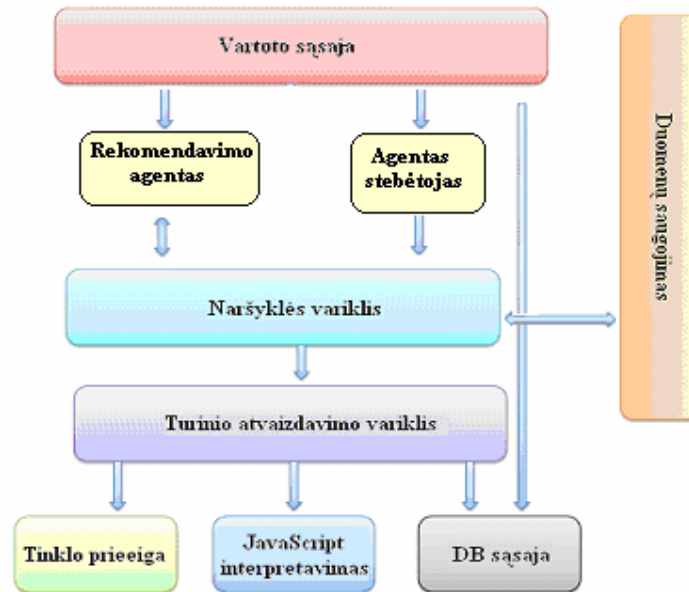 Vartoto sąsaja
Rekomendavimo
agentas
Agentas
stebėtojas
Duomenų saugojimas
Naršyklės variklis
Turinio atvaizdavimo variklis
Tinklo prieeiga
JavaScript
interpretavimas
DB sąsaja